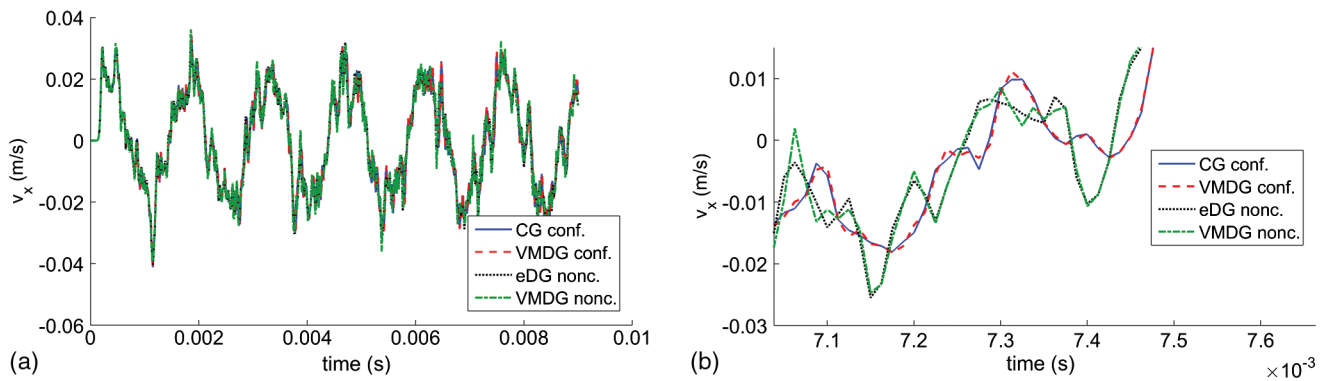 0.04
0.02
0
-0.02
-0.04
-0.06
v_x (m/s)
0
0.002
0.004
0.006
0.008
0.01
time (s)
CG conf.
VMDG conf.
eDG nonc.
VMDG nonc.
(a)
0.01
0
-0.01
-0.02
-0.03
v_x (m/s)
7.1
7.2
7.3
7.4
7.5
7.6
time (s)
×10⁻³
CG conf.
VMDG conf.
eDG nonc.
VMDG nonc.
(b)